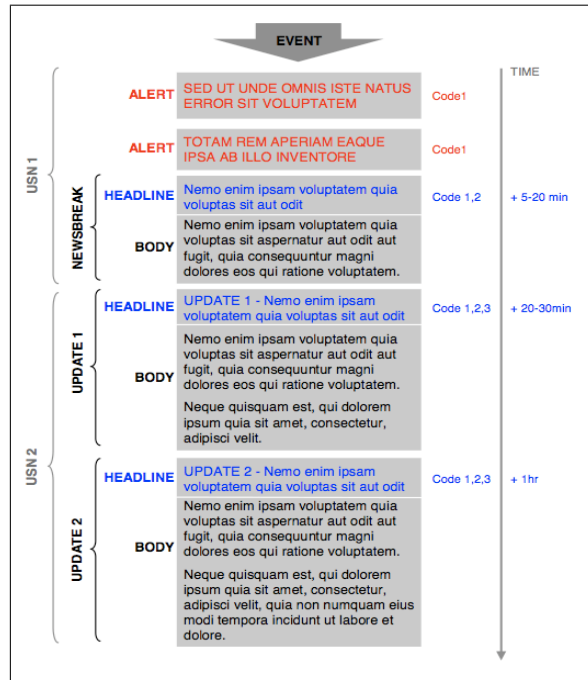 EVENT
TIME
USN 1
ALERT
SED UT UNDE OMNIS ISTE NATUS
ERROR SIT VOLUPTATEM
Code1
ALERT
TOTAM REM APERIAM EAQUE
IPSA AB ILLO INVENTORE
Code1
NEWSBREAK
HEADLINE
Nemo enim ipsam voluptatem quia
voluptas sit aut odit
Code 1,2
+ 5-20 min
BODY
Nemo enim ipsam voluptatem quia
voluptas sit aspernatur aut odit aut
fugit, quia consequuntur magni
dolores eos qui ratione voluptatem.
USN 2
UPDATE 1
HEADLINE
UPDATE 1 - Nemo enim ipsam
voluptatem quia voluptas sit aut odit
Code 1,2,3
+ 20-30min
BODY
Nemo enim ipsam voluptatem quia
voluptas sit aspernatur aut odit aut
fugit, quia consequuntur magni
dolores eos qui ratione voluptatem.
Neque quisquam est, qui dolorem
ipsum quia sit amet, consectetur,
adipisci velit.
UPDATE 2
HEADLINE
UPDATE 2 - Nemo enim ipsam
voluptatem quia voluptas sit aut odit
Code 1,2,3
+ 1hr
BODY
Nemo enim ipsam voluptatem quia
voluptas sit aspernatur aut odit aut
fugit, quia consequuntur magni
dolores eos qui ratione voluptatem.
Neque quisquam est, qui dolorem
ipsum quia sit amet, consectetur,
adipisci velit, quia non numquam eius
modi tempora incidunt ut labore et
dolore.